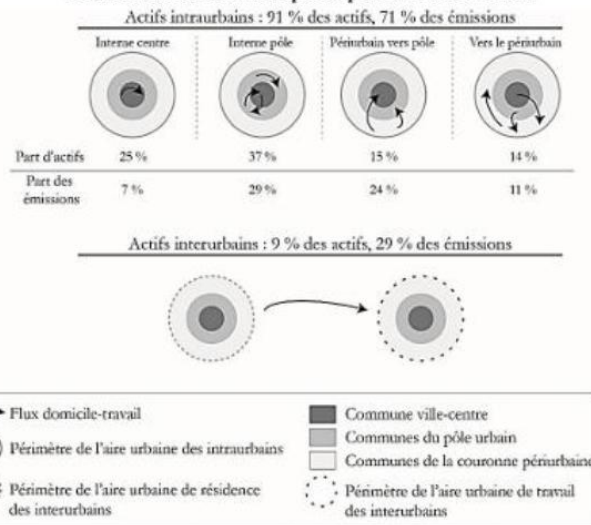 Actifs intraurbains : 91 % des actifs, 71 % des émissions
Interne centre Interne pôle Périurbain vers pôle Vers le périurbain
Part d'actifs 25 % 37 % 15 % 14 %
Part des émissions 7 % 29 % 24 % 11 %
Actifs interurbains : 9 % des actifs, 29 % des émissions
Flux domicile-travail
Périmètre de l'aire urbaine des intraurbains
Périmètre de l'aire urbaine de résidence
des interurbains
Commune ville-centre
Communes du pôle urbain
Communes de la couronne périurbaine
Périmètre de l'aire urbaine de travail
des interurbains